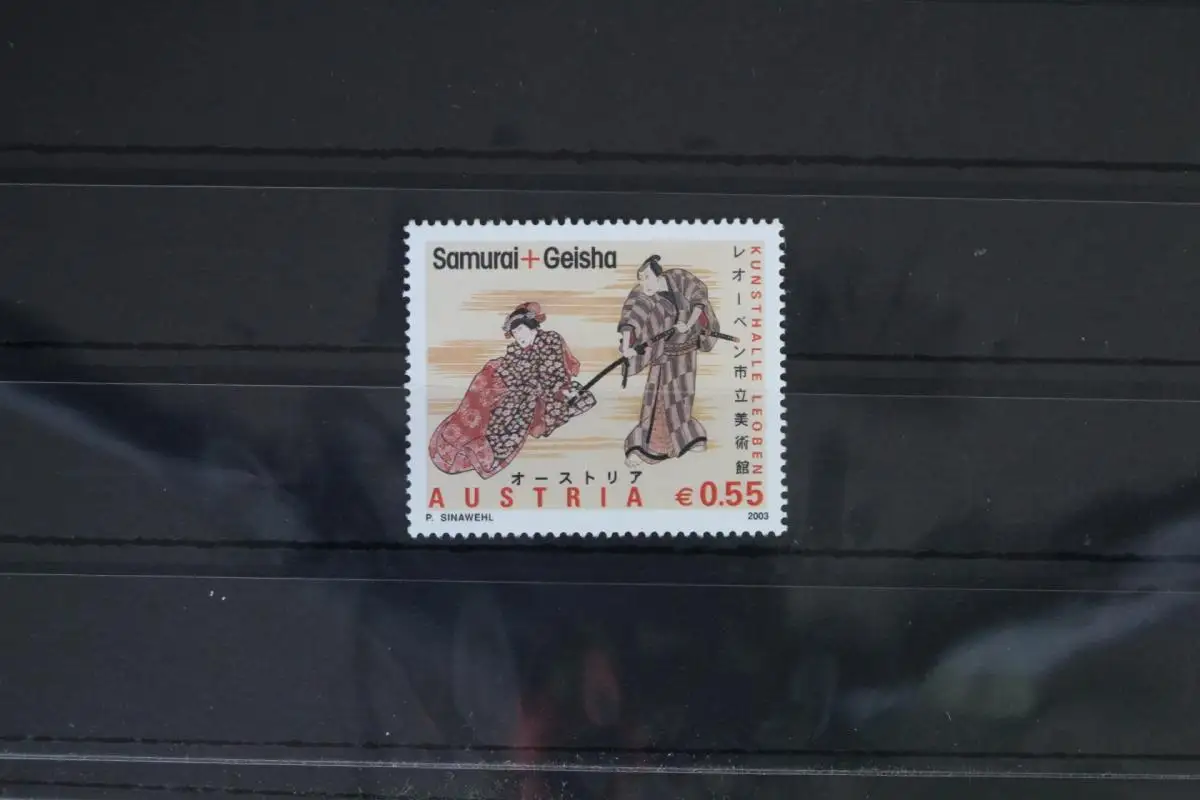 Samurai+Geisha
KUNSTHALLE LEOBEN
レオーベン市立美術館
オーストリア
AUSTRIA €0.55
P. SINAWEHL 2003